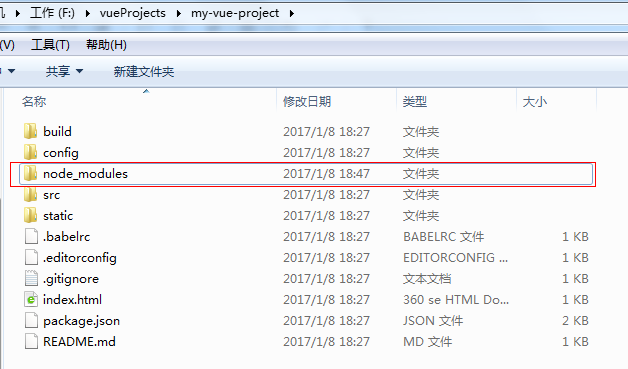 工作 (F:) ▸ vueProjects ▸ my-vue-project ▸
(V) 工具(T) 帮助(H)
共享 ▼ 新建文件夹
名称 修改日期 类型 大小
build 2017/1/8 18:27 文件夹
config 2017/1/8 18:27 文件夹
node_modules 2017/1/8 18:47 文件夹
src 2017/1/8 18:27 文件夹
static 2017/1/8 18:27 文件夹
.babelrc 2017/1/8 18:27 BABELRC 文件 1 KB
.editorconfig 2017/1/8 18:27 EDITORCONFIG ... 1 KB
.gitignore 2017/1/8 18:27 文本文档 1 KB
index.html 2017/1/8 18:27 360 se HTML Do... 1 KB
package.json 2017/1/8 18:27 JSON 文件 2 KB
README.md 2017/1/8 18:27 MD 文件 1 KB